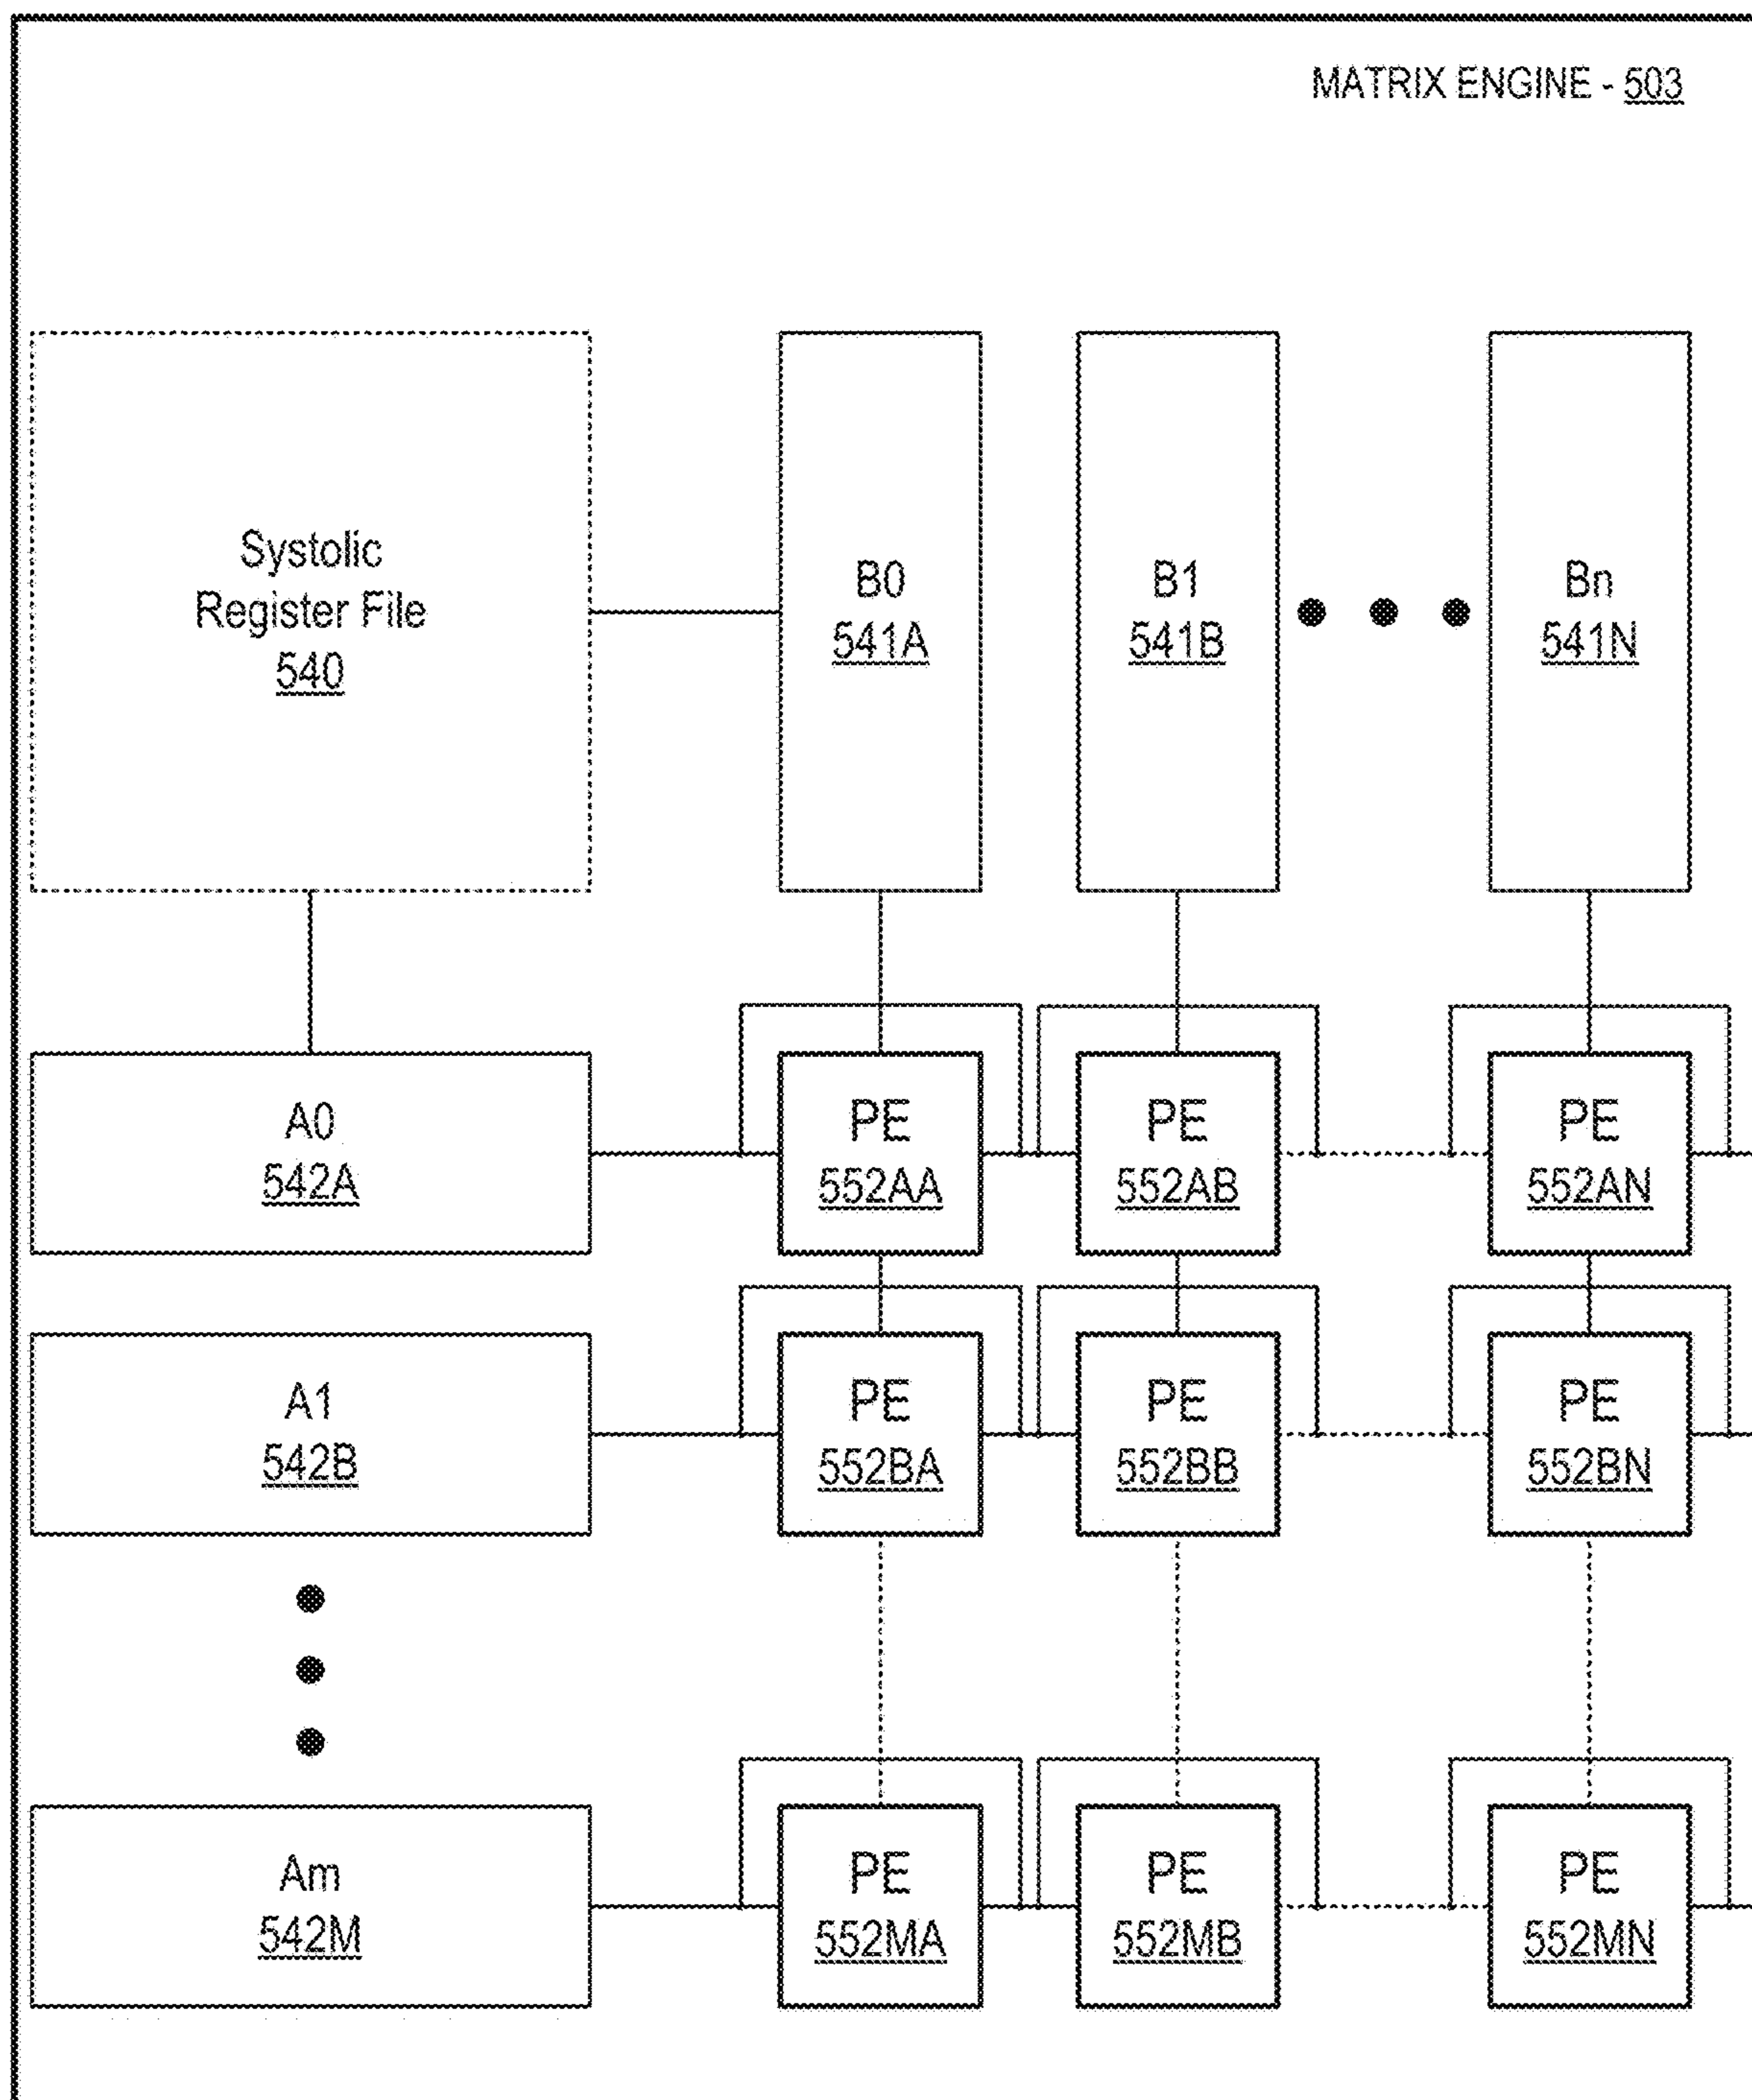 MATRIX ENGINE - 503
Systolic
Register File
540
B0
541A
B1
541B
Bn
541N
A0
542A
PE
552AA
PE
552AB
PE
552AN
A1
542B
PE
552BA
PE
552BB
PE
552BN
Am
542M
PE
552MA
PE
552MB
PE
552MN